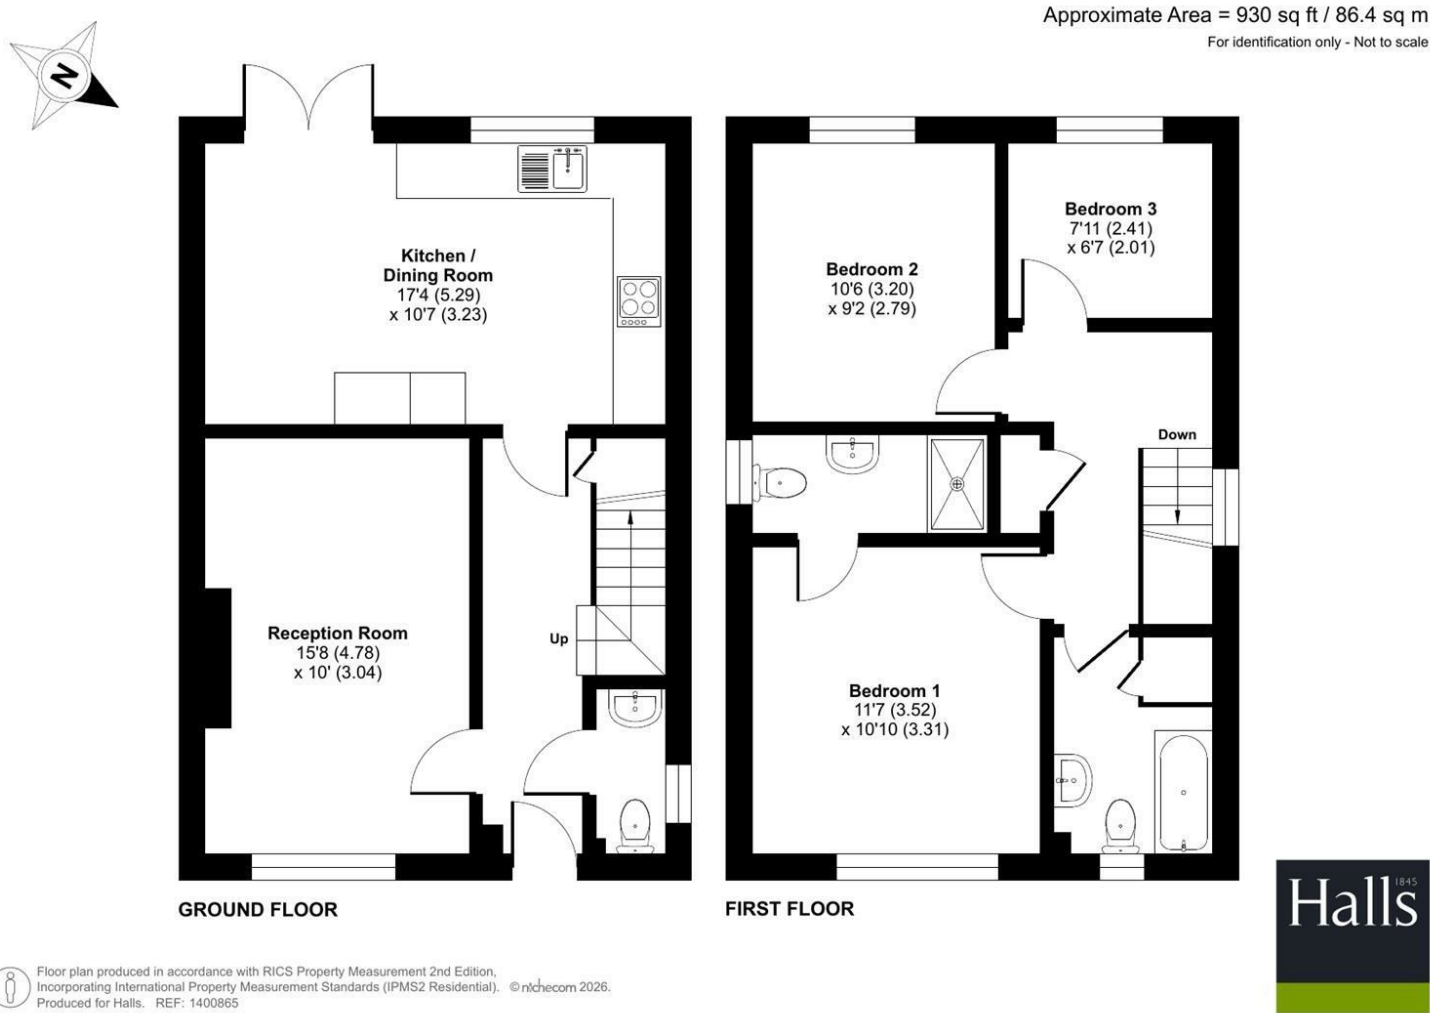 Approximate Area = 930 sq ft / 86.4 sq m
For identification only - Not to scale
N
Kitchen /
Dining Room
17'4 (5.29)
x 10'7 (3.23)
Bedroom 2
10'6 (3.20)
x 9'2 (2.79)
Bedroom 3
7'11 (2.41)
x 6'7 (2.01)
Down
Reception Room
15'8 (4.78)
x 10' (3.04)
Up
Bedroom 1
11'7 (3.52)
x 10'10 (3.31)
GROUND FLOOR
FIRST FLOOR
Halls
1845
Floor plan produced in accordance with RICS Property Measurement 2nd Edition,
Incorporating International Property Measurement Standards (IPMS2 Residential). © nichecom 2026.
Produced for Halls. REF: 1400865